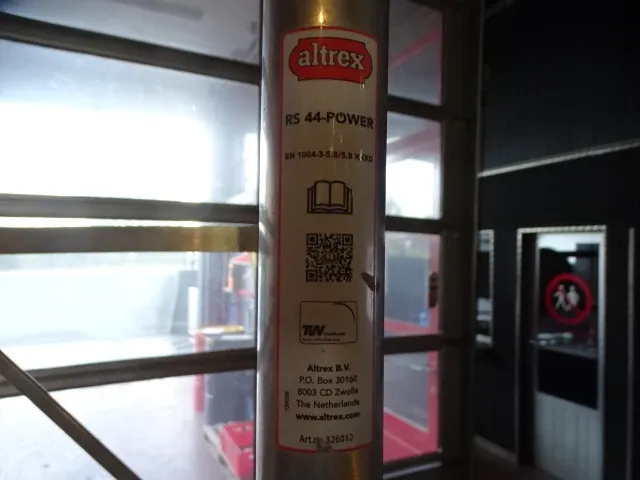 altrex
RS 44-POWER
EN 1004-3-5.8/5.8 XXXD
TÜV
Altrex B.V.
P.O. Box 30160
8003 CD Zwolle
The Netherlands
www.altrex.com
Art.nr. 326012